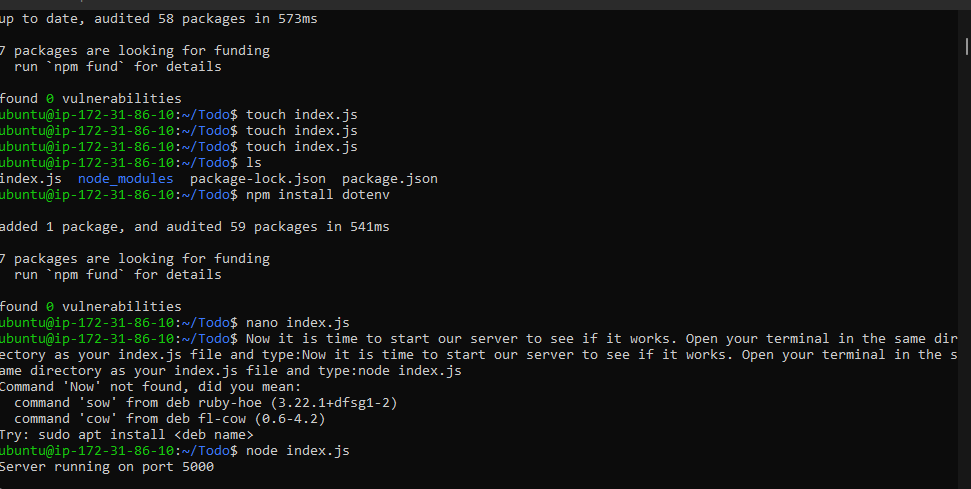 up to date, audited 58 packages in 573ms
7 packages are looking for funding
run `npm fund` for details
found 0 vulnerabilities
ubuntu@ip-172-31-86-10:~/Todo$ touch index.js
ubuntu@ip-172-31-86-10:~/Todo$ touch index.js
ubuntu@ip-172-31-86-10:~/Todo$ touch index.js
ubuntu@ip-172-31-86-10:~/Todo$ ls
index.js  node_modules  package-lock.json  package.json
ubuntu@ip-172-31-86-10:~/Todo$ npm install dotenv
added 1 package, and audited 59 packages in 541ms
7 packages are looking for funding
run `npm fund` for details
found 0 vulnerabilities
ubuntu@ip-172-31-86-10:~/Todo$ nano index.js
ubuntu@ip-172-31-86-10:~/Todo$ Now it is time to start our server to see if it works. Open your terminal in the same dir
ectory as your index.js file and type:Now it is time to start our server to see if it works. Open your terminal in the s
ame directory as your index.js file and type:node index.js
Command 'Now' not found, did you mean:
command 'sow' from deb ruby-hoe (3.22.1+dfsg1-2)
command 'cow' from deb fl-cow (0.6-4.2)
Try: sudo apt install <deb name>
ubuntu@ip-172-31-86-10:~/Todo$ node index.js
Server running on port 5000